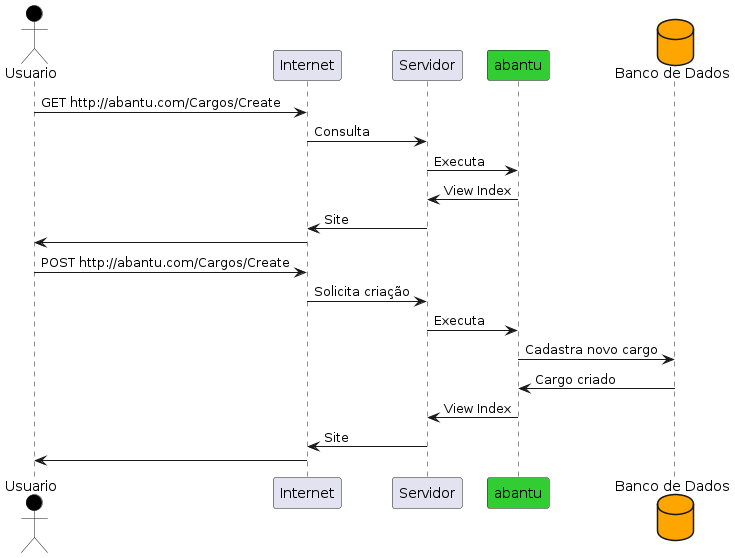 Usuario
Internet
Servidor
abantu
Banco de Dados
GET http://abantu.com/Cargos/Create
Consulta
Executa
View Index
Site
POST http://abantu.com/Cargos/Create
Solicita criação
Executa
Cadastra novo cargo
Cargo criado
View Index
Site
Usuario
Internet
Servidor
abantu
Banco de Dados